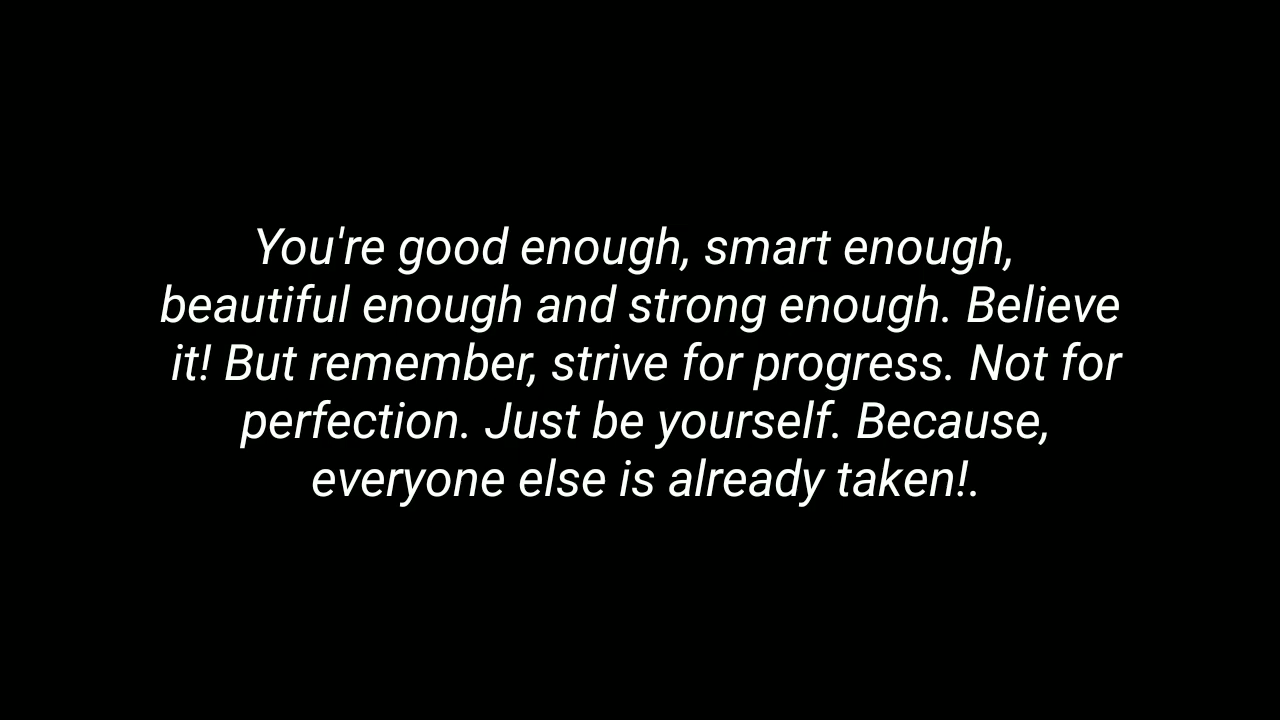 You're good enough, smart enough,
beautiful enough and strong enough. Believe
it! But remember, strive for progress. Not for
perfection. Just be yourself. Because,
everyone else is already taken!.